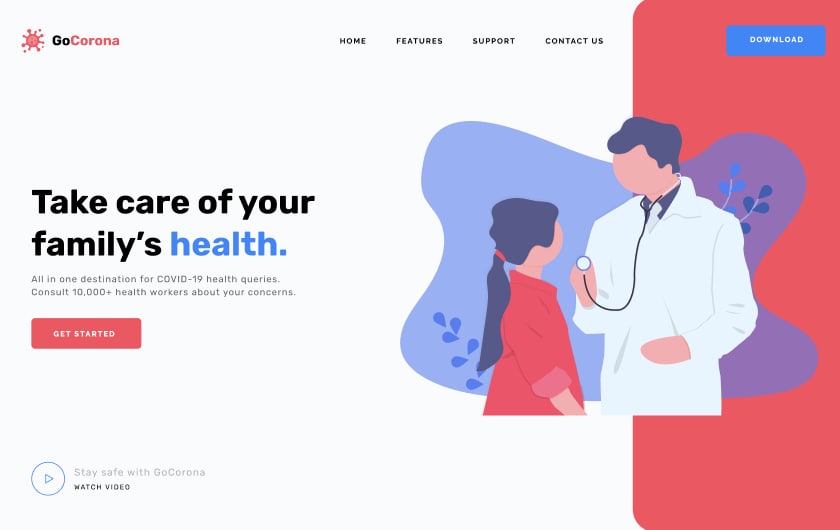 GoCorona
HOME FEATURES SUPPORT CONTACT US
DOWNLOAD
Take care of your
family’s health.
All in one destination for COVID-19 health queries.
Consult 10,000+ health workers about your concerns.
GET STARTED
Stay safe with GoCorona
WATCH VIDEO